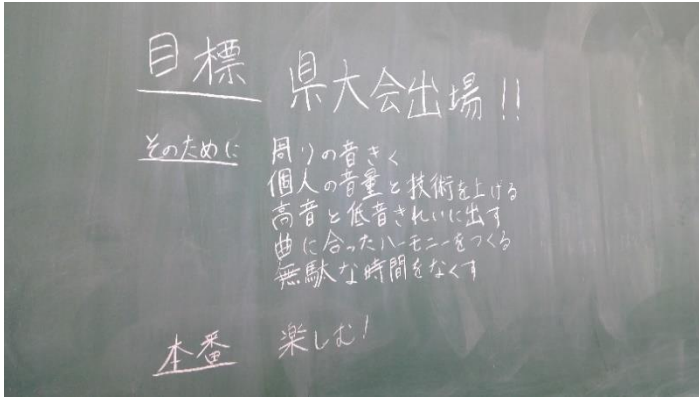 目標 県大会出場!!
そのために 周りの音きく
個人の音量と技術を上げる
高音と低音きれいに出す
曲に合ったハーモニーをつくる
無駄な時間をなくす
本番 楽しむ!